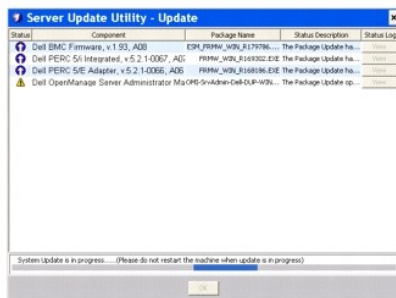 Server Update Utility - Update
Status Component Package Name Status Description Status Log
Dell BMC Firmware, v.1.93, A08 ESM_FRMW_WIN_R179786.... The Package Update ha... View
Dell PERC 5/i Integrated, v.5.2.1-0067, A07 FRMW_WIN_R169302.EXE The Package Update ha... View
Dell PERC 5/E Adapter, v.5.2.1-0066, A06 FRMW_WIN_R168186.EXE The Package Update ha... View
Dell OpenManage Server Administrator Ma OMI-SrvAdmin-Dell-DUP-WIN... The Package Update op... View
System Update is in progress......(Please do not restart the machine when update is in progress)
OK